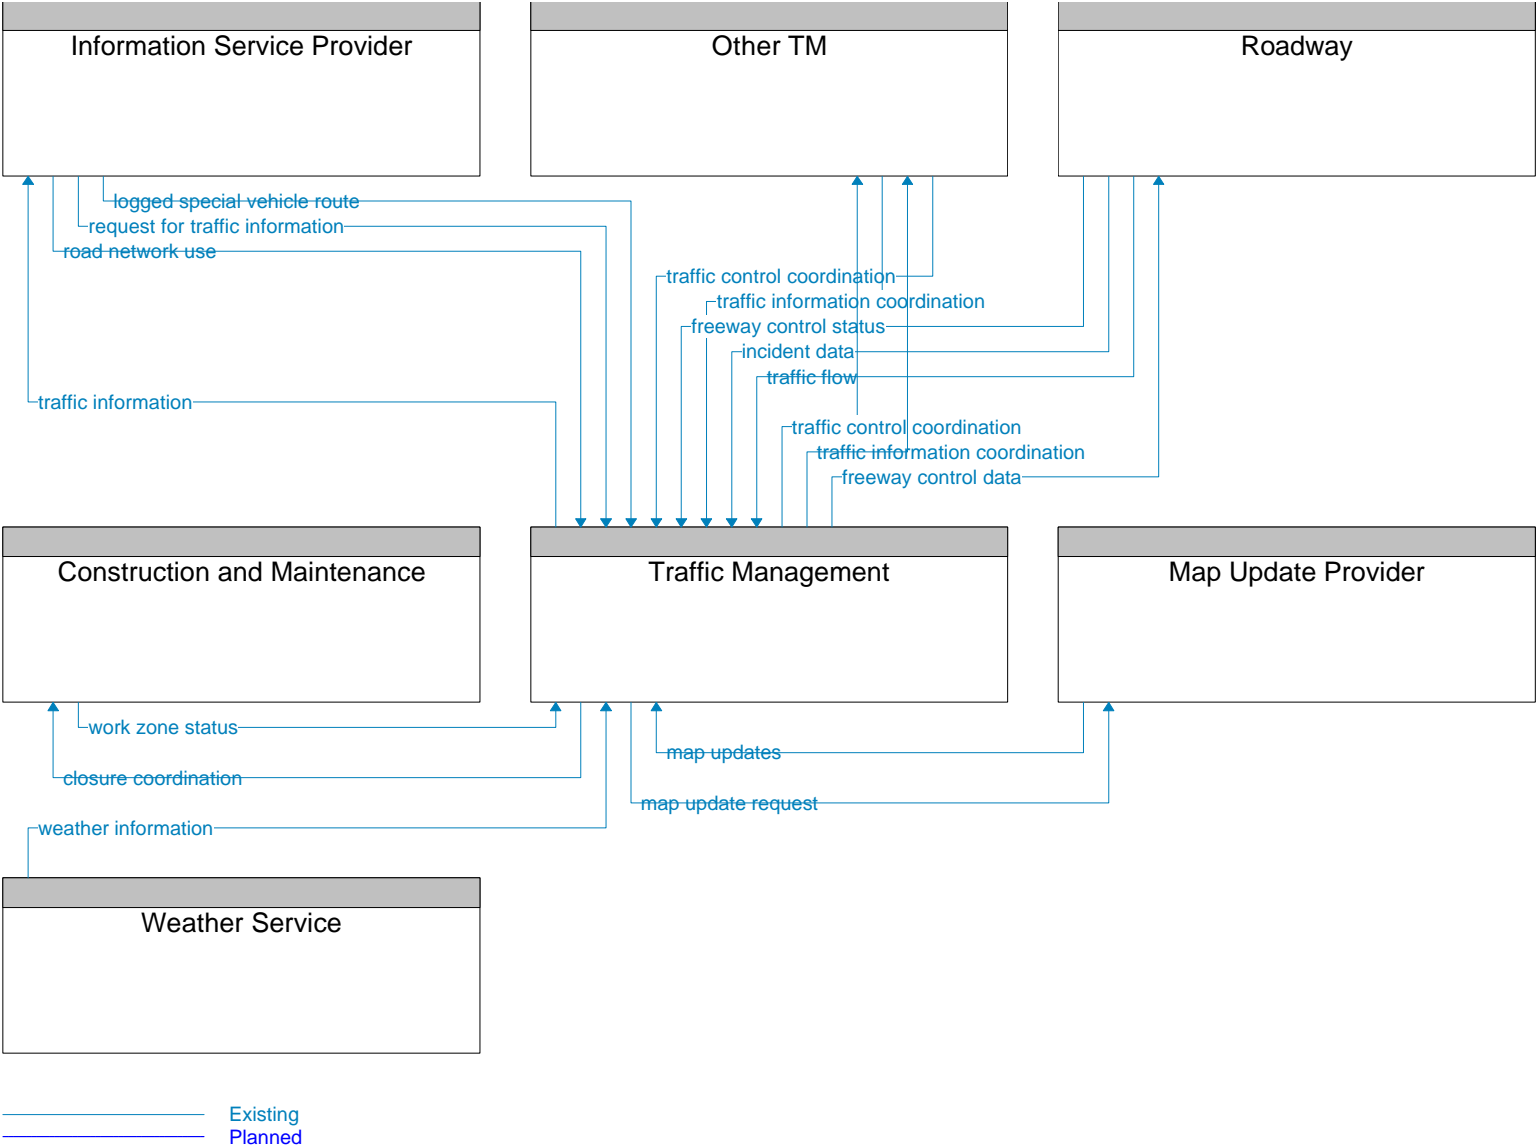 Information Service Provider
Other TM
Roadway
logged special vehicle route
request for traffic information
road network use
traffic control coordination
traffic information coordination
freeway control status
incident data
traffic flow
traffic information
traffic control coordination
traffic information coordination
freeway control data
Construction and Maintenance
Traffic Management
Map Update Provider
work zone status
map updates
closure coordination
map update request
weather information
Weather Service
Existing
Planned